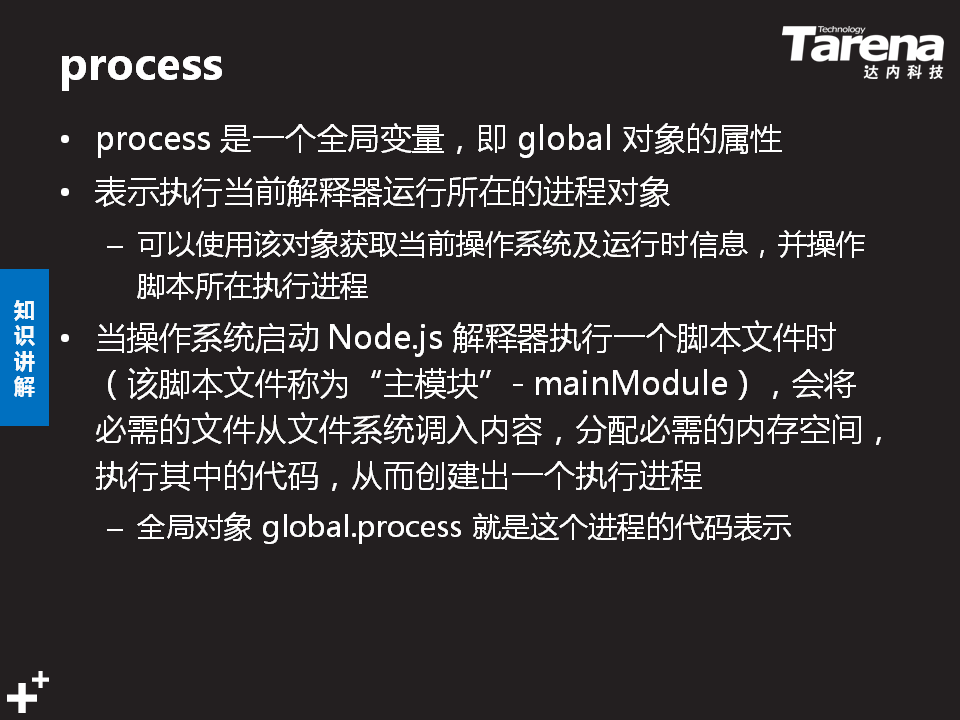 Technology
Tarena
达内科技
process
• process 是一个全局变量，即 global 对象的属性
• 表示执行当前解释器运行所在的进程对象
– 可以使用该对象获取当前操作系统及运行时信息，并操作
脚本所在执行进程
知识讲解
• 当操作系统启动 Node.js 解释器执行一个脚本文件时
（该脚本文件称为“主模块”- mainModule），会将
必需的文件从文件系统调入内容，分配必需的内存空间，
执行其中的代码，从而创建出一个执行进程
– 全局对象 global.process 就是这个进程的代码表示